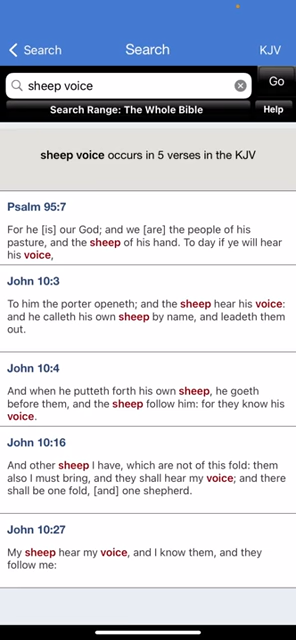 Search Search KJV
sheep voice Go
Search Range: The Whole Bible Help
sheep voice occurs in 5 verses in the KJV
Psalm 95:7
For he [is] our God; and we [are] the people of his
pasture, and the sheep of his hand. To day if ye will hear
his voice,
John 10:3
To him the porter openeth; and the sheep hear his voice:
and he calleth his own sheep by name, and leadeth them
out.
John 10:4
And when he putteth forth his own sheep, he goeth
before them, and the sheep follow him: for they know his
voice.
John 10:16
And other sheep I have, which are not of this fold: them
also I must bring, and they shall hear my voice; and there
shall be one fold, [and] one shepherd.
John 10:27
My sheep hear my voice, and I know them, and they
follow me: